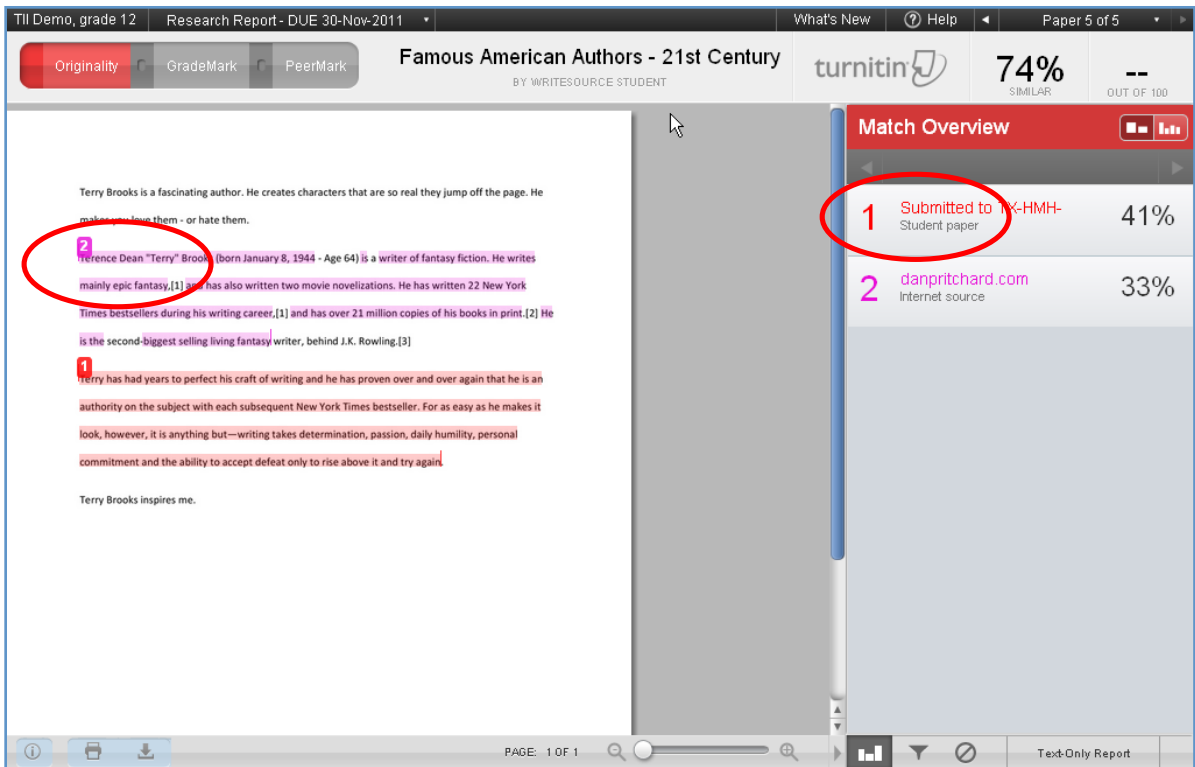 TII Demo, grade 12
Research Report - DUE 30-Nov-2011
What's New
Help
Paper 5 of 5
Originality
GradeMark
PeerMark
Famous American Authors - 21st Century
BY WRITESOURCE STUDENT
turnitin
74%
SIMILAR
--
OUT OF 100
Terry Brooks is a fascinating author. He creates characters that are so real they jump off the page. He
makes you love them - or hate them.
2
Terence Dean "Terry" Brooks (born January 8, 1944 - Age 64) is a writer of fantasy fiction. He writes
mainly epic fantasy,[1] and has also written two movie novelizations. He has written 22 New York
Times bestsellers during his writing career,[1] and has over 21 million copies of his books in print.[2] He
is the second-biggest selling living fantasy writer, behind J.K. Rowling.[3]
1
Terry has had years to perfect his craft of writing and he has proven over and over again that he is an
authority on the subject with each subsequent New York Times bestseller. For as easy as he makes it
look, however, it is anything but—writing takes determination, passion, daily humility, personal
commitment and the ability to accept defeat only to rise above it and try again.
Terry Brooks inspires me.
Match Overview
1
Submitted to TX-HMH-
Student paper
41%
2
danpritchard.com
Internet source
33%
PAGE: 1 OF 1
Text-Only Report